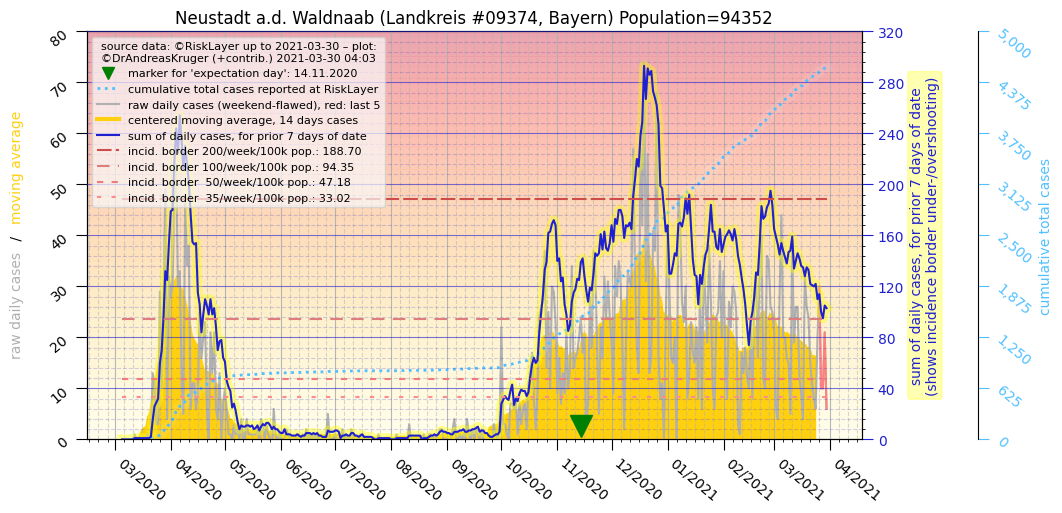 Neustadt a.d. Waldnaab (Landkreis #09374, Bayern) Population=94352
source data: ©RiskLayer up to 2021-03-30 – plot:
©DrAndreasKruger (+contrib.) 2021-03-30 04:03
marker for 'expectation day': 14.11.2020
cumulative total cases reported at RiskLayer
raw daily cases (weekend-flawed), red: last 5
centered moving average, 14 days cases
sum of daily cases, for prior 7 days of date
incid. border 200/week/100k pop.: 188.70
incid. border 100/week/100k pop.: 94.35
incid. border  50/week/100k pop.: 47.18
incid. border  35/week/100k pop.: 33.02
raw daily cases  /  moving average
80
70
60
50
40
30
20
10
0
03/2020
04/2020
05/2020
06/2020
07/2020
08/2020
09/2020
10/2020
11/2020
12/2020
01/2021
02/2021
03/2021
04/2021
320
280
240
200
160
120
80
40
0
sum of daily cases, for prior 7 days of date
(shows incidence border under-/overshooting)
5,000
4,375
3,750
3,125
2,500
1,875
1,250
625
0
cumulative total cases